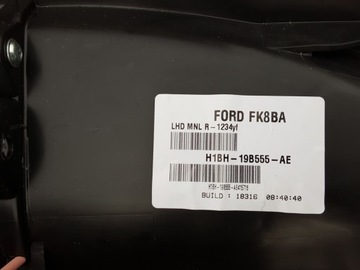 FORD FK8BA
LHD MNL R-1234yf
H1BH-19B555-AE
BUILD: 18316 08:40:40